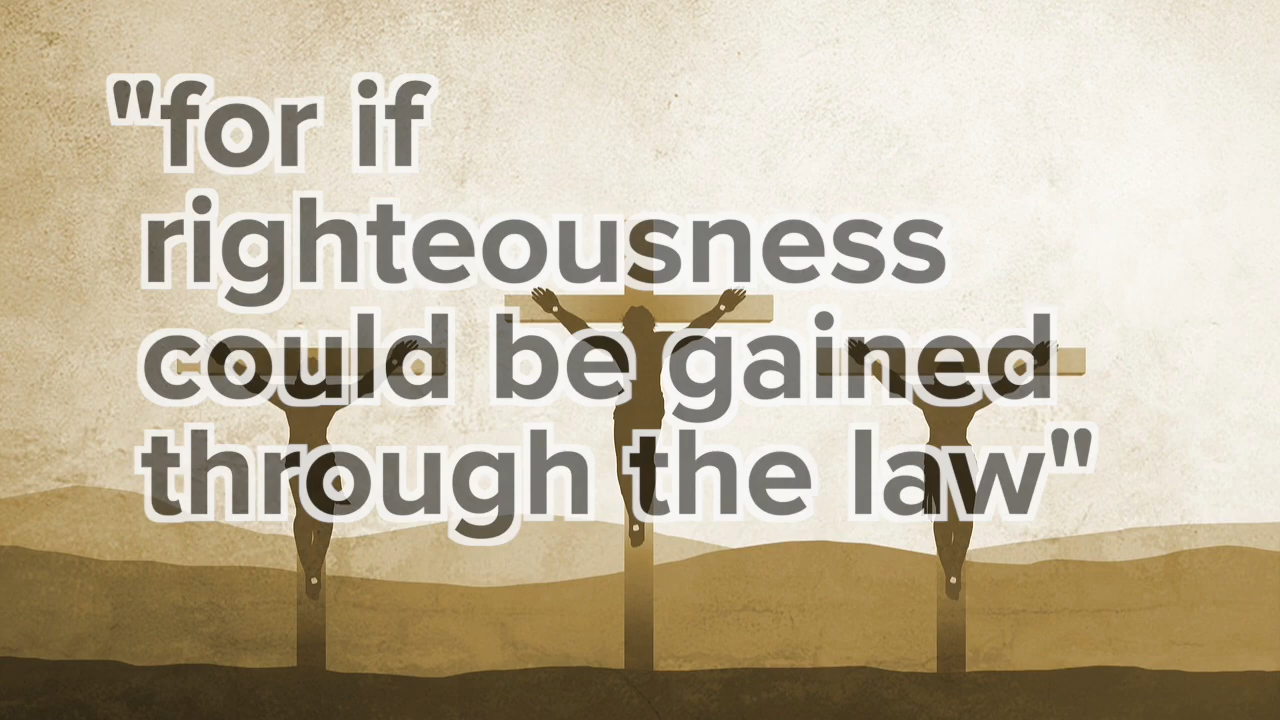 "for if
righteousness
could be gained
through the law"